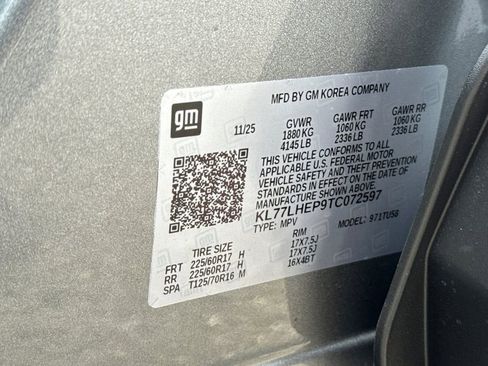 MFD BY GM KOREA COMPANY
gm
11/25 GVWR GAWR FRT GAWR RR
1880 KG 1060 KG 1060 KG
4145 LB 2336 LB 2336 LB
THIS VEHICLE CONFORMS TO ALL
APPLICABLE U.S. FEDERAL MOTOR
VEHICLE SAFETY AND THEFT PREVENTION
STANDARDS IN EFFECT ON THE DATE OF
MANUFACTURE SHOWN ABOVE.
KL77LHEP9TC072597
TYPE: MPV MODEL: 971TU58
TIRE SIZE RIM
FRT 225/60R17 H 17X7.5J
RR 225/60R17 H 17X7.5J
SPA T125/70R16 M 16X4BT